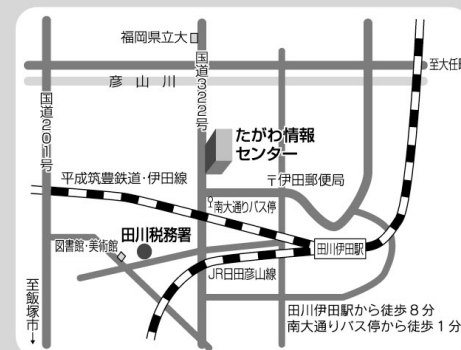 福岡県立大
国道322号
至大任町
彦山川
国道201号
たがわ情報
センター
平成筑豊鉄道・伊田線
〒伊田郵便局
南大通りバス停
田川税務署
図書館・美術館
田川伊田駅
JR日田彦山線
至飯塚市→
田川伊田駅から徒歩8分
南大通りバス停から徒歩1分